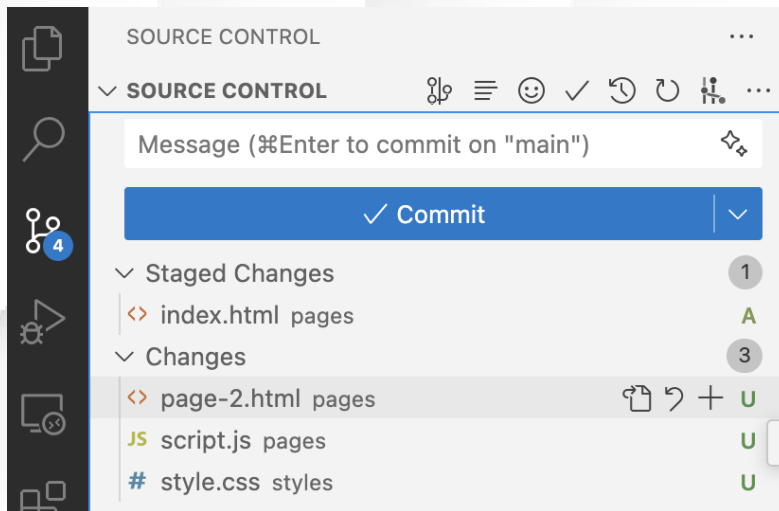 SOURCE CONTROL
SOURCE CONTROL
Message (⌘Enter to commit on "main")
Commit
4
Staged Changes 1
index.html pages A
Changes 3
<> page-2.html pages U
JS script.js pages U
# style.css styles U